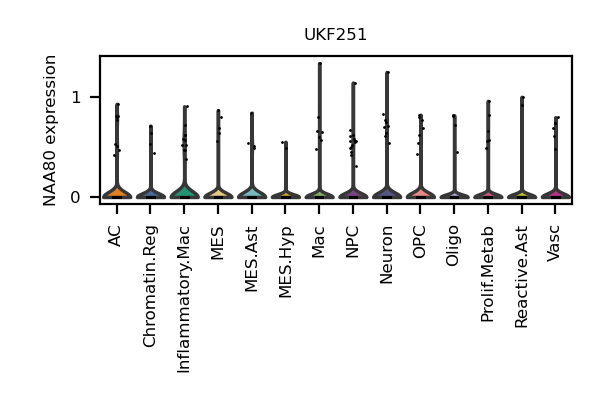 UKF251
NAA80 expression
1
0
AC
Chromatin.Reg
Inflammatory.Mac
MES
MES.Ast
MES.Hyp
Mac
NPC
Neuron
OPC
Oligo
Prolif.Metab
Reactive.Ast
Vasc